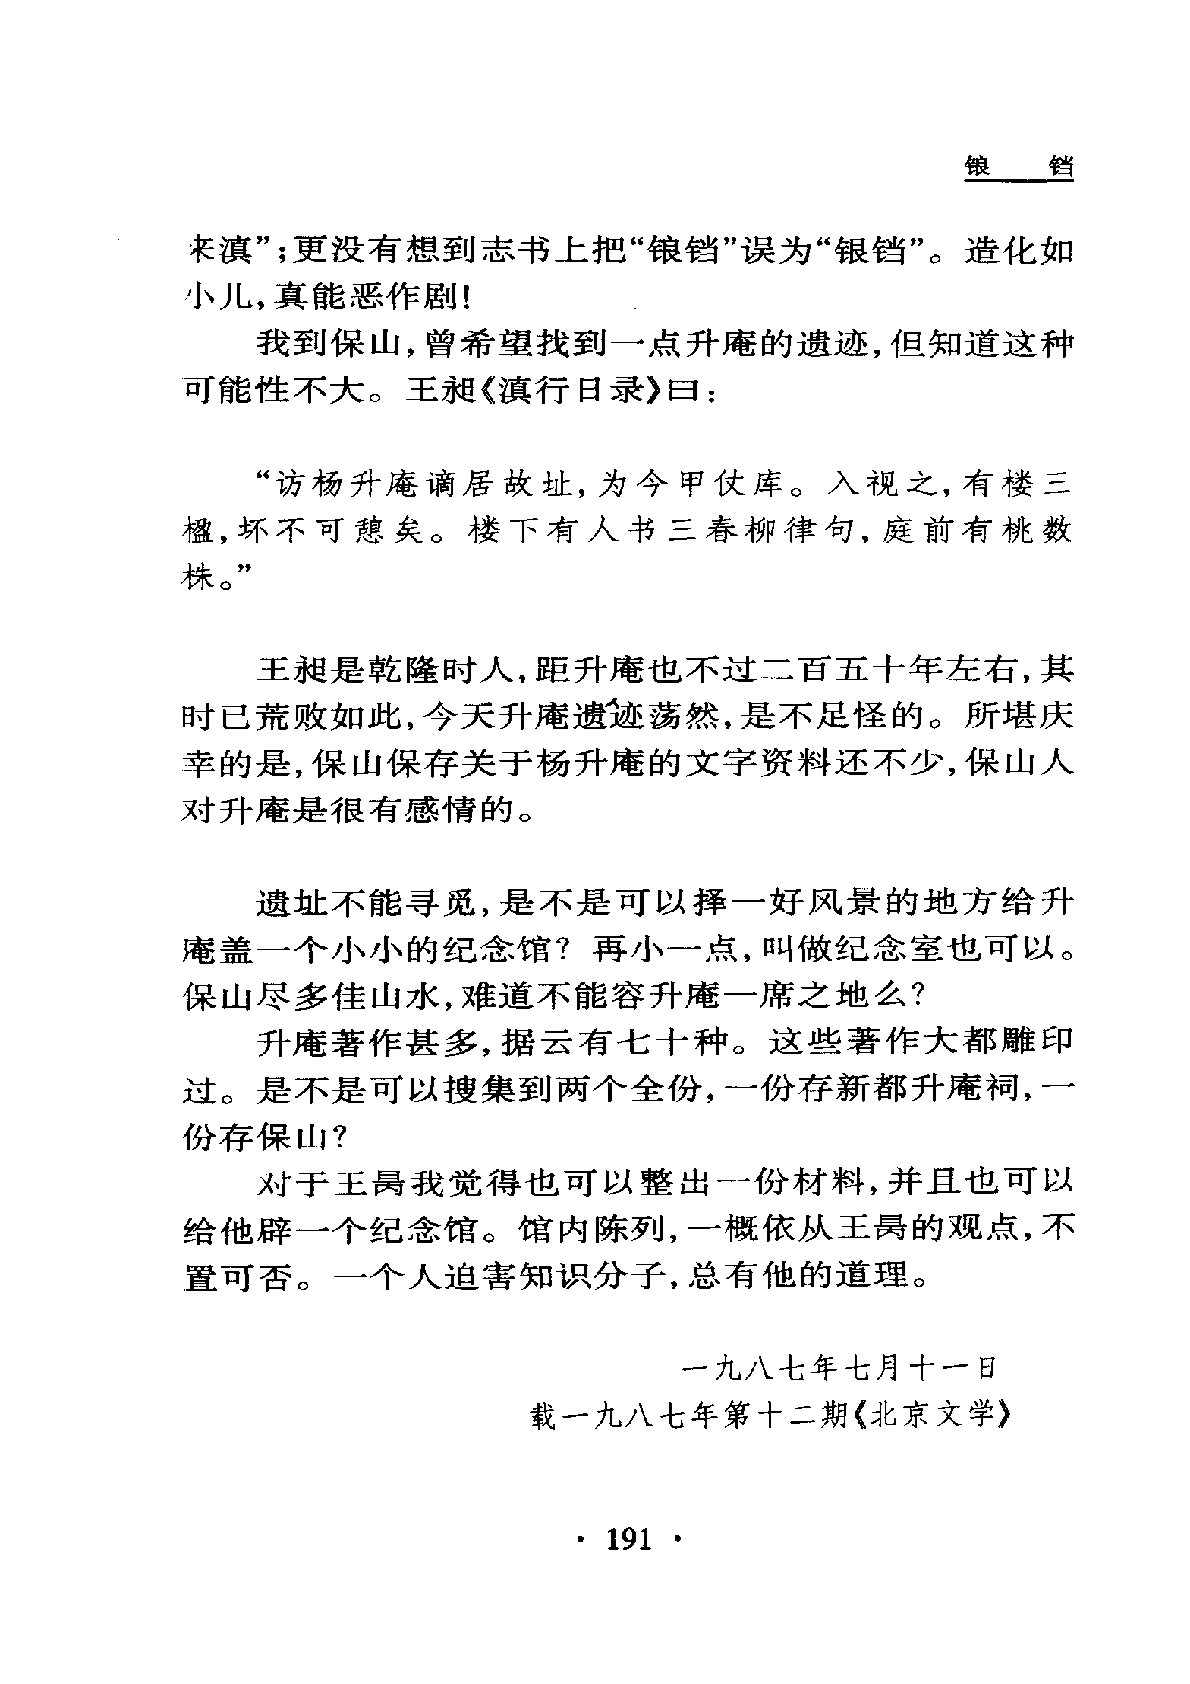 锒 铛
来滇”；更没有想到志书上把“锒铛”误为“银铛”。造化如
小儿，真能恶作剧！
我到保山，曾希望找到一点升庵的遗迹，但知道这种
可能性不大。王昶《滇行日录》曰：
“访杨升庵谪居故址，为今甲仗库。入视之，有楼三
楹，坏不可憩矣。楼下有人书三春柳律句，庭前有桃数
株。”
王昶是乾隆时人，距升庵也不过二百五十年左右，其
时已荒败如此，今天升庵遗迹荡然，是不足怪的。所堪庆
幸的是，保山保存关于杨升庵的文字资料还不少，保山人
对升庵是很有感情的。
遗址不能寻觅，是不是可以择一好风景的地方给升
庵盖一个小小的纪念馆？再小一点，叫做纪念室也可以。
保山尽多佳山水，难道不能容升庵一席之地么？
升庵著作甚多，据云有七十种。这些著作大都雕印
过。是不是可以搜集到两个全份，一份存新都升庵祠，一
份存保山？
对于王昺我觉得也可以整出一份材料，并且也可以
给他辟一个纪念馆。馆内陈列，一概依从王昺的观点，不
置可否。一个人迫害知识分子，总有他的道理。
一九八七年七月十一日
载一九八七年第十二期《北京文学》
· 191 ·